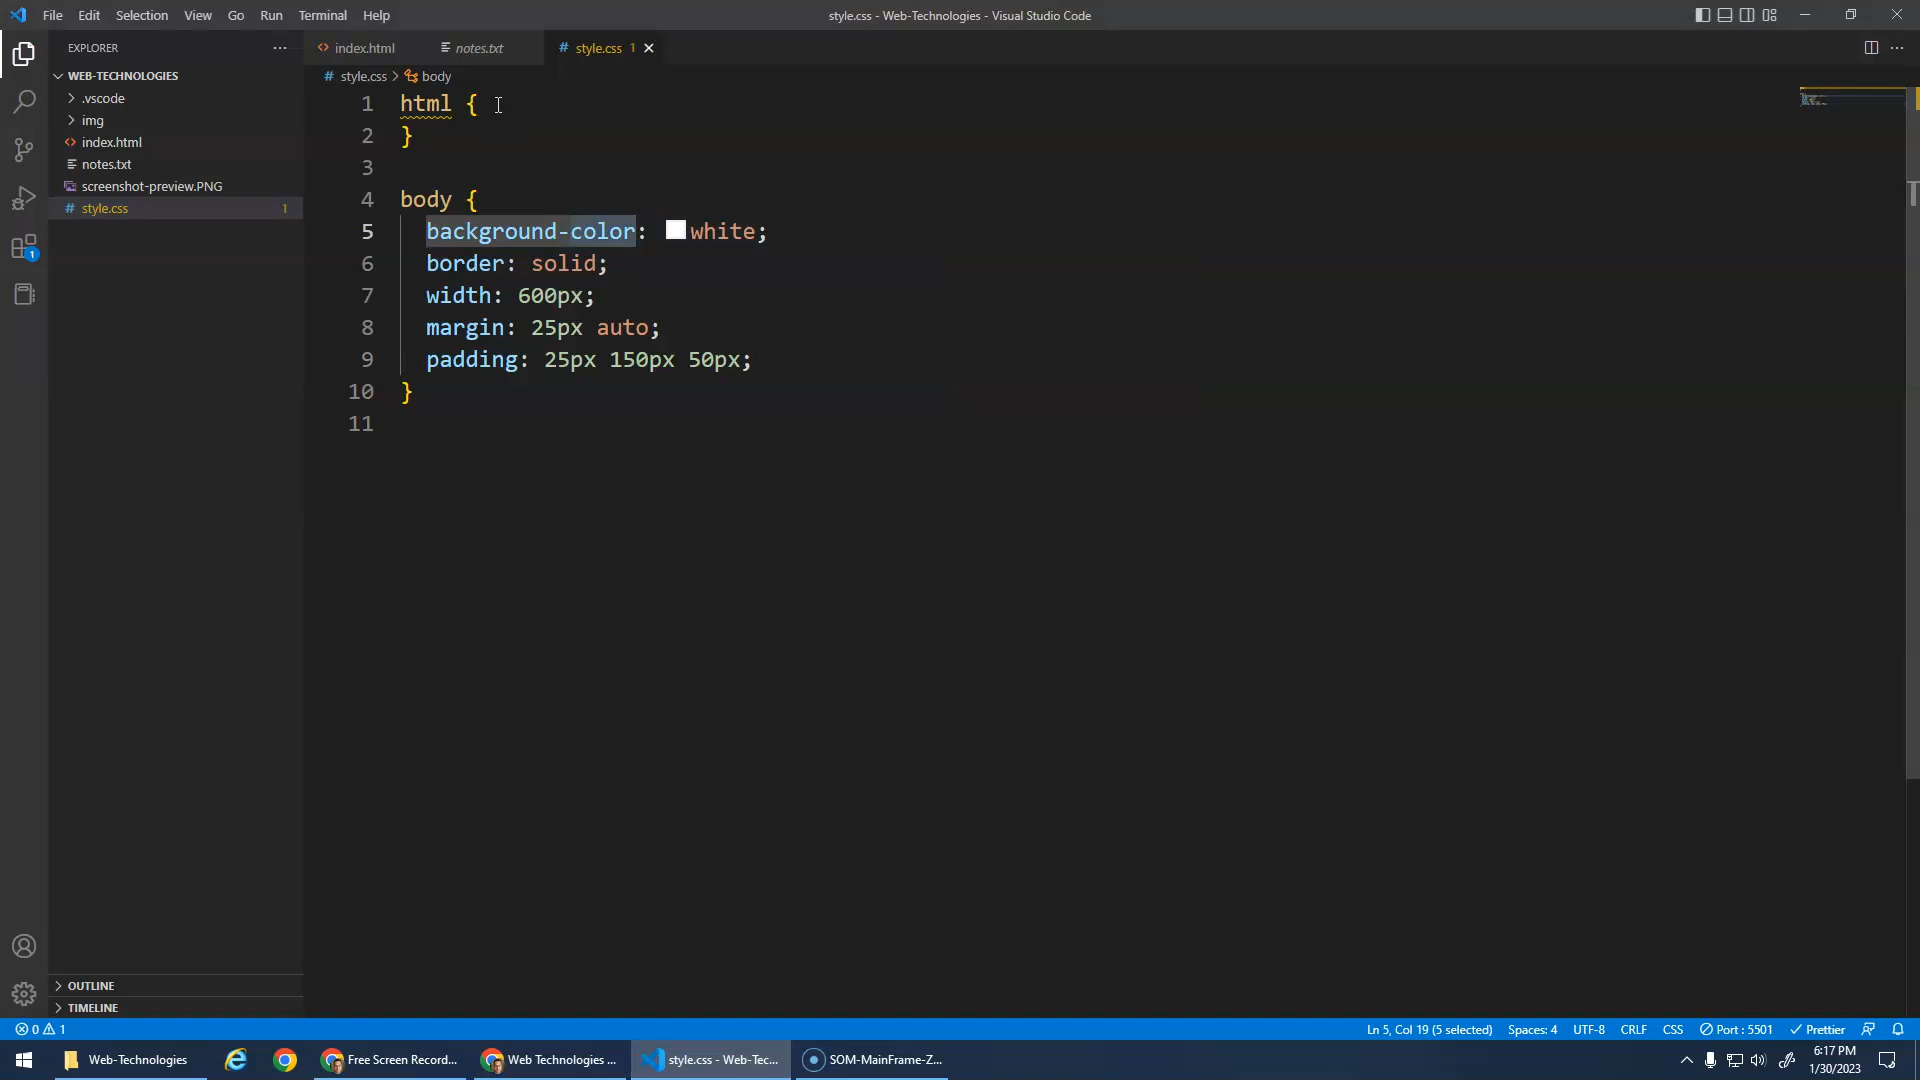 File Edit Selection View Go Run Terminal Help
style.css - Web-Technologies - Visual Studio Code
EXPLORER
WEB-TECHNOLOGIES
.vscode
img
index.html
notes.txt
screenshot-preview.PNG
style.css 1
index.html notes.txt style.css 1
style.css > body
1 html {
2 }
3
4 body {
5 background-color: white;
6 border: solid;
7 width: 600px;
8 margin: 25px auto;
9 padding: 25px 150px 50px;
10 }
11
1
OUTLINE
TIMELINE
0 1
Ln 5, Col 19 (5 selected) Spaces: 4 UTF-8 CRLF CSS Port : 5501 Prettier
Web-Technologies
Free Screen Record...
Web Technologies ...
style.css - Web-Tec...
SOM-MainFrame-Z...
6:17 PM
1/30/2023